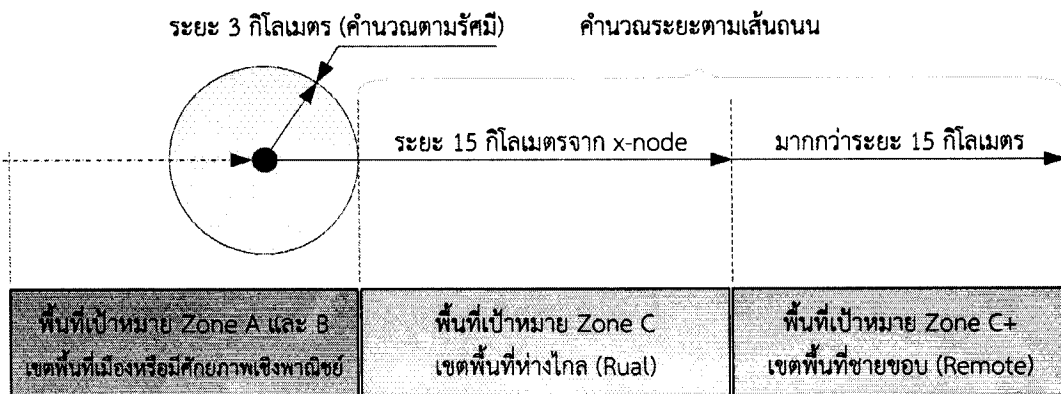 ระยะ 3 กิโลเมตร (คำนวณตามรัศมี)
คำนวณระยะตามเส้นถนน
ระยะ 15 กิโลเมตรจาก x-node
มากกว่าระยะ 15 กิโลเมตร
พื้นที่เป้าหมาย Zone A และ B
เขตพื้นที่เมืองหรือมีศักยภาพเชิงพาณิชย์
พื้นที่เป้าหมาย Zone C
เขตพื้นที่ห่างไกล (Rual)
พื้นที่เป้าหมาย Zone C+
เขตพื้นที่ชายขอบ (Remote)